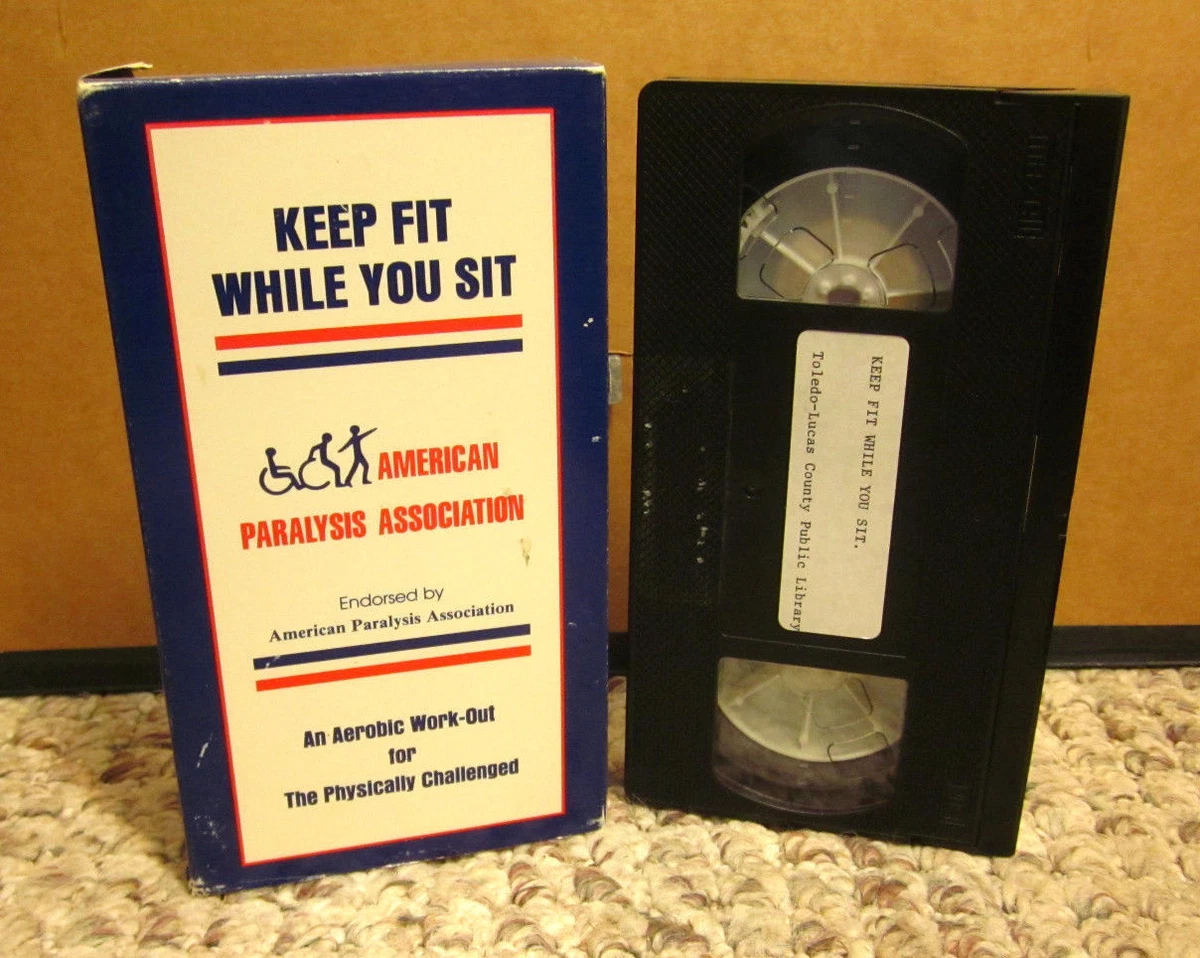 KEEP FIT
WHILE YOU SIT
AMERICAN
PARALYSIS ASSOCIATION
Endorsed by
American Paralysis Association
An Aerobic Work-Out
for
The Physically Challenged
KEEP FIT WHILE YOU SIT.
Toledo-Lucas County Public Library